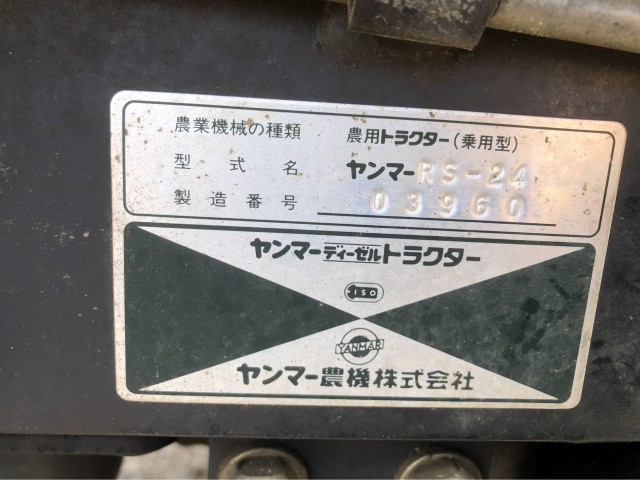 農業機械の種類 農用トラクター(乗用型)
型式名 ヤンマーRS-24
製造番号 03960
ヤンマーディーゼルトラクター
ISO
YANMAR
ヤンマー農機株式会社